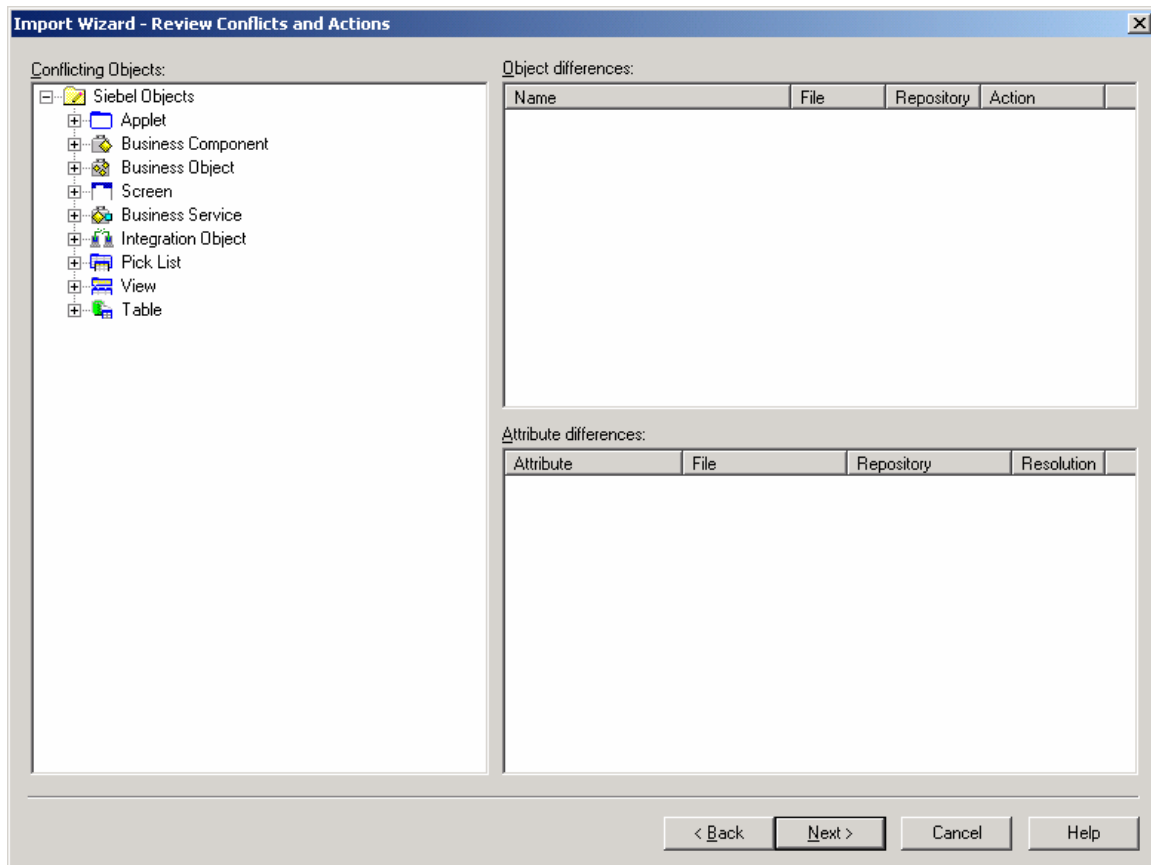 Import Wizard - Review Conflicts and Actions
Conflicting Objects:
Siebel Objects
Applet
Business Component
Business Object
Screen
Business Service
Integration Object
Pick List
View
Table
Object differences:
Name File Repository Action
Attribute differences:
Attribute File Repository Resolution
< Back Next > Cancel Help